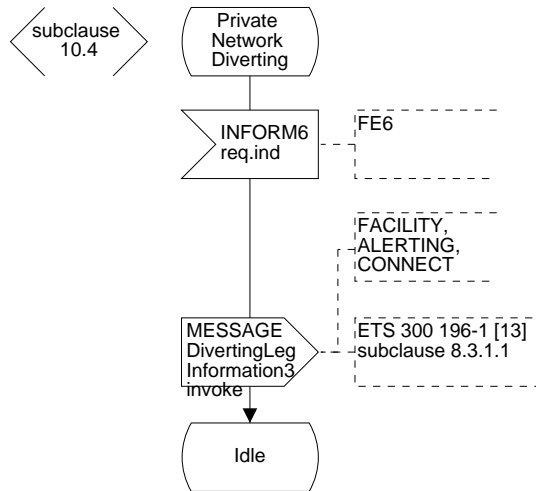 subclause
10.4
Private
Network
Diverting
INFORM6
req.ind
FE6
FACILITY,
ALERTING,
CONNECT
MESSAGE
DivertingLeg
Information3
invoke
ETS 300 196-1 [13]
subclause 8.3.1.1
Idle